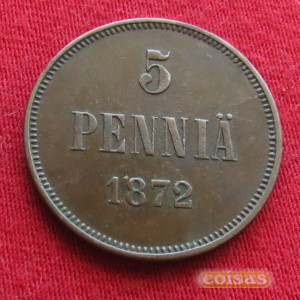 5
PENNIÄ
1872
coisas